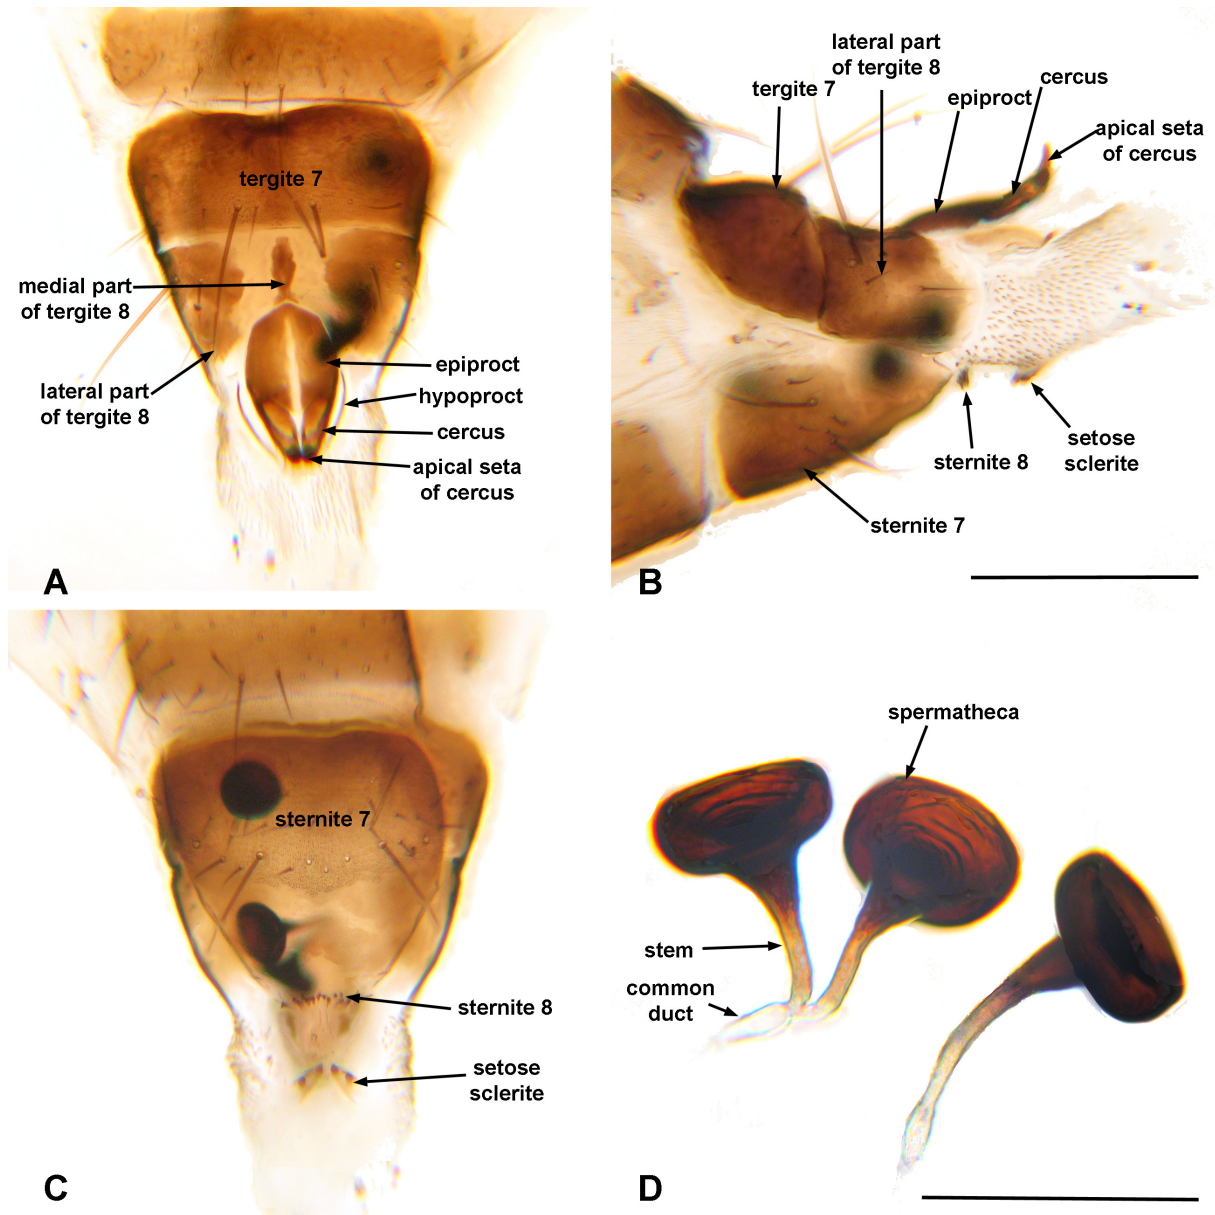 tergite 7
medial part
of tergite 8
lateral part
of tergite 8
epiproct
hypoproct
cercus
apical seta
of cercus
A
lateral part
of tergite 8
tergite 7
cercus
epiproct
apical seta
of cercus
setose
sclerite
sternite 8
sternite 7
B
sternite 7
sternite 8
setose
sclerite
C
spermatheca
stem
common
duct
D